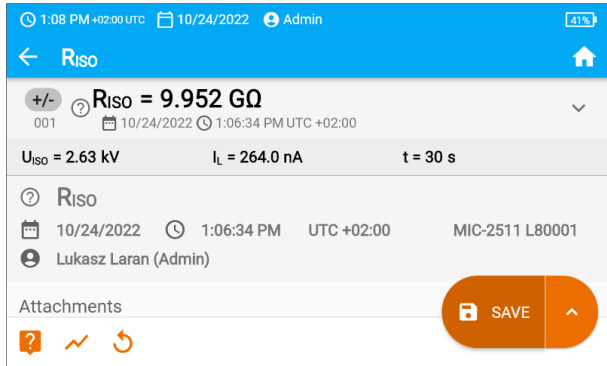 1:08 PM +02:00 UTC 10/24/2022 Admin 41%
RISO
+/- ? RISO = 9.952 GΩ
001 10/24/2022 1:06:34 PM UTC +02:00
UISO = 2.63 kV IL = 264.0 nA t = 30 s
? RISO
10/24/2022 1:06:34 PM UTC +02:00 MIC-2511 L80001
Lukasz Laran (Admin)
Attachments
SAVE
?